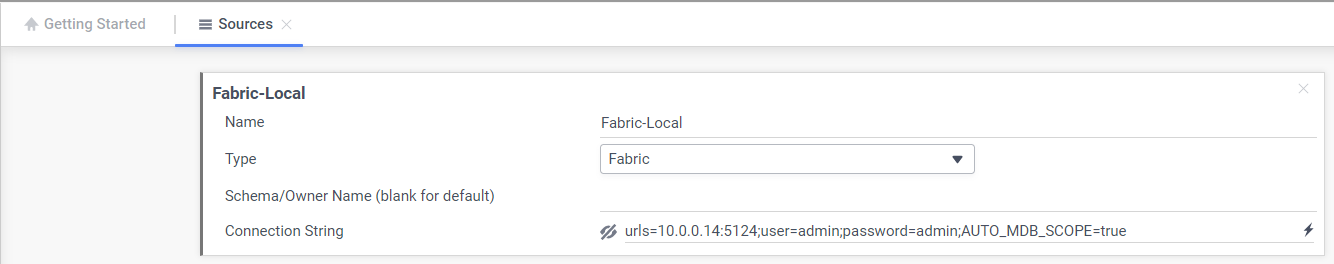 Getting Started
Sources
Fabric-Local
Name Fabric-Local
Type Fabric
Schema/Owner Name (blank for default)
Connection String urls=10.0.0.14:5124;user=admin;password=admin;AUTO_MDB_SCOPE=true